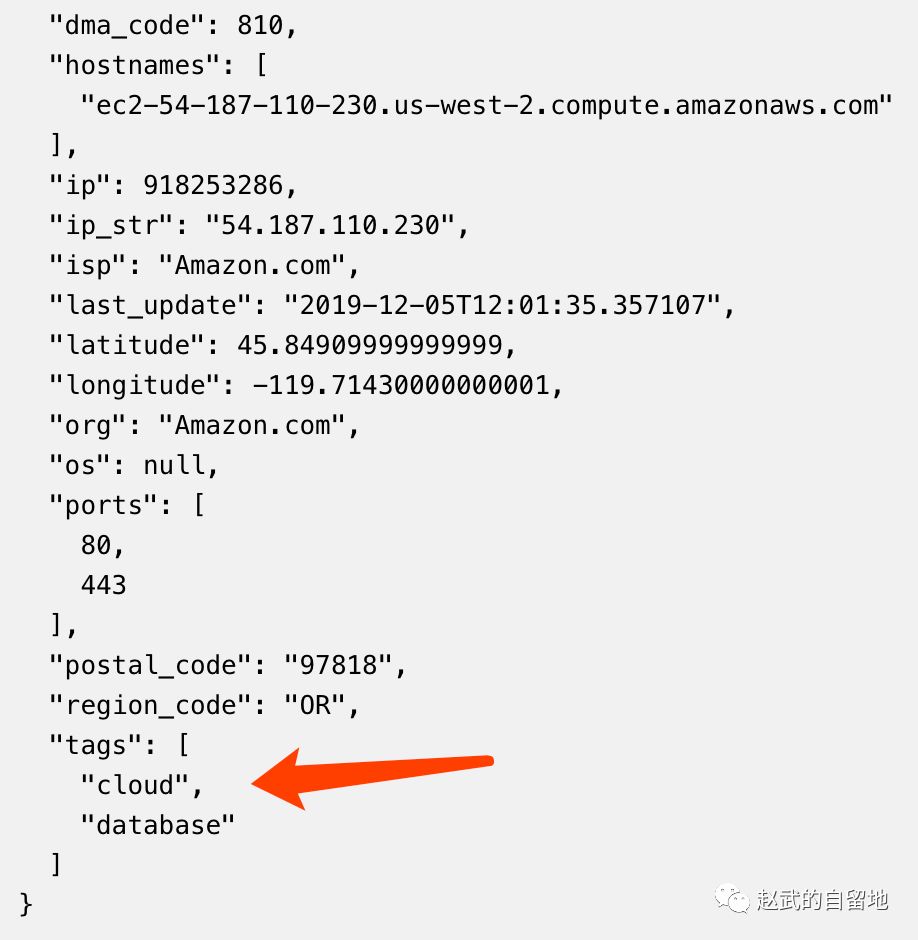 "dma_code": 810,
"hostnames": [
"ec2-54-187-110-230.us-west-2.compute.amazonaws.com"
],
"ip": 918253286,
"ip_str": "54.187.110.230",
"isp": "Amazon.com",
"last_update": "2019-12-05T12:01:35.357107",
"latitude": 45.84909999999999,
"longitude": -119.71430000000001,
"org": "Amazon.com",
"os": null,
"ports": [
80,
443
],
"postal_code": "97818",
"region_code": "OR",
"tags": [
"cloud",
"database"
]
}
赵武的自留地